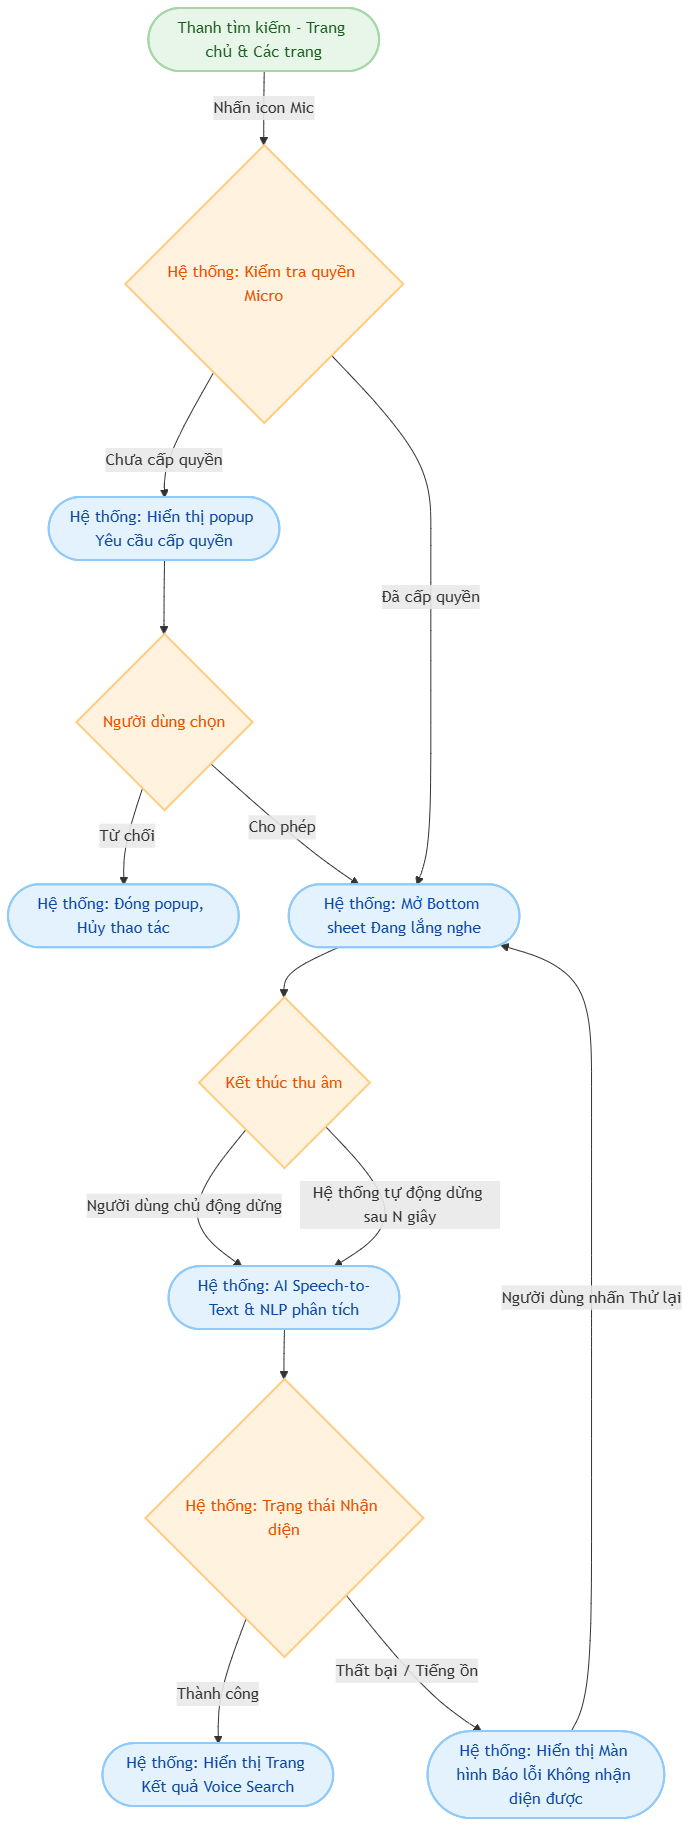 Thanh tìm kiếm - Trang
chủ & Các trang
Nhấn icon Mic
Hệ thống: Kiểm tra quyền
Micro
Chưa cấp quyền
Hệ thống: Hiển thị popup
Yêu cầu cấp quyền
Đã cấp quyền
Người dùng chọn
Từ chối
Cho phép
Hệ thống: Đóng popup,
Hủy thao tác
Hệ thống: Mở Bottom
sheet Đang lắng nghe
Kết thúc thu âm
Người dùng chủ động dừng
Hệ thống tự động dừng
sau N giây
Hệ thống: AI Speech-to-
Text & NLP phân tích
Người dùng nhấn Thử lại
Hệ thống: Trạng thái Nhận
diện
Thành công
Thất bại / Tiếng ồn
Hệ thống: Hiển thị Trang
Kết quả Voice Search
Hệ thống: Hiển thị Màn
hình Báo lỗi Không nhận
diện được